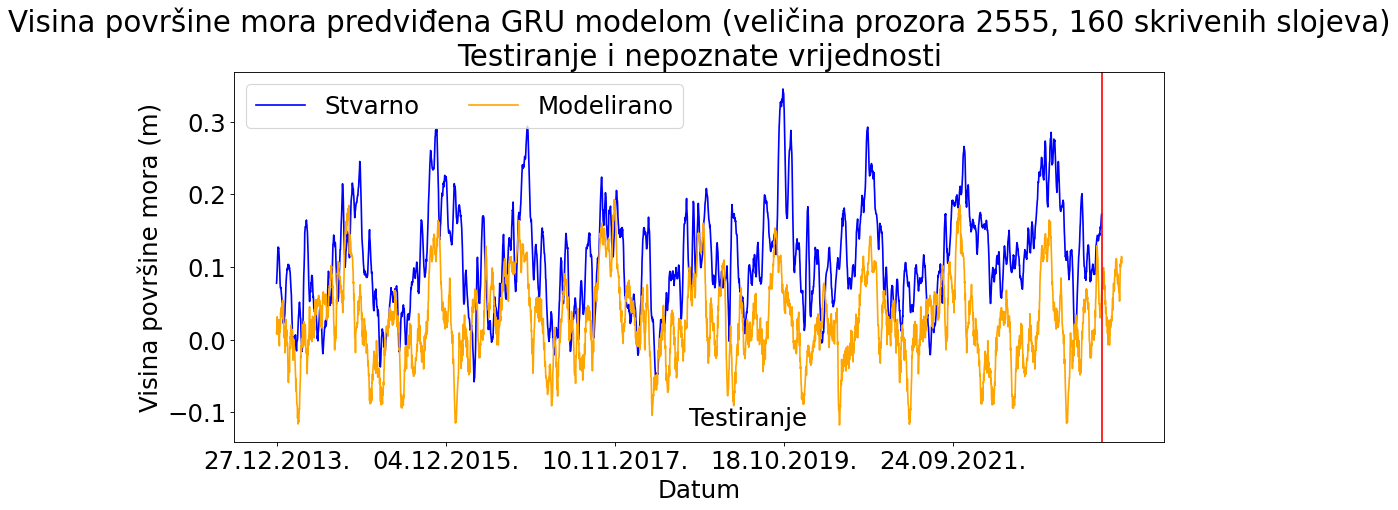 Visina površine mora predviđena GRU modelom (veličina prozora 2555, 160 skrivenih slojeva)
Testiranje i nepoznate vrijednosti
Stvarno
Modelirano
Visina površine mora (m)
0.3
0.2
0.1
0.0
−0.1
Testiranje
27.12.2013.
04.12.2015.
10.11.2017.
18.10.2019.
24.09.2021.
Datum